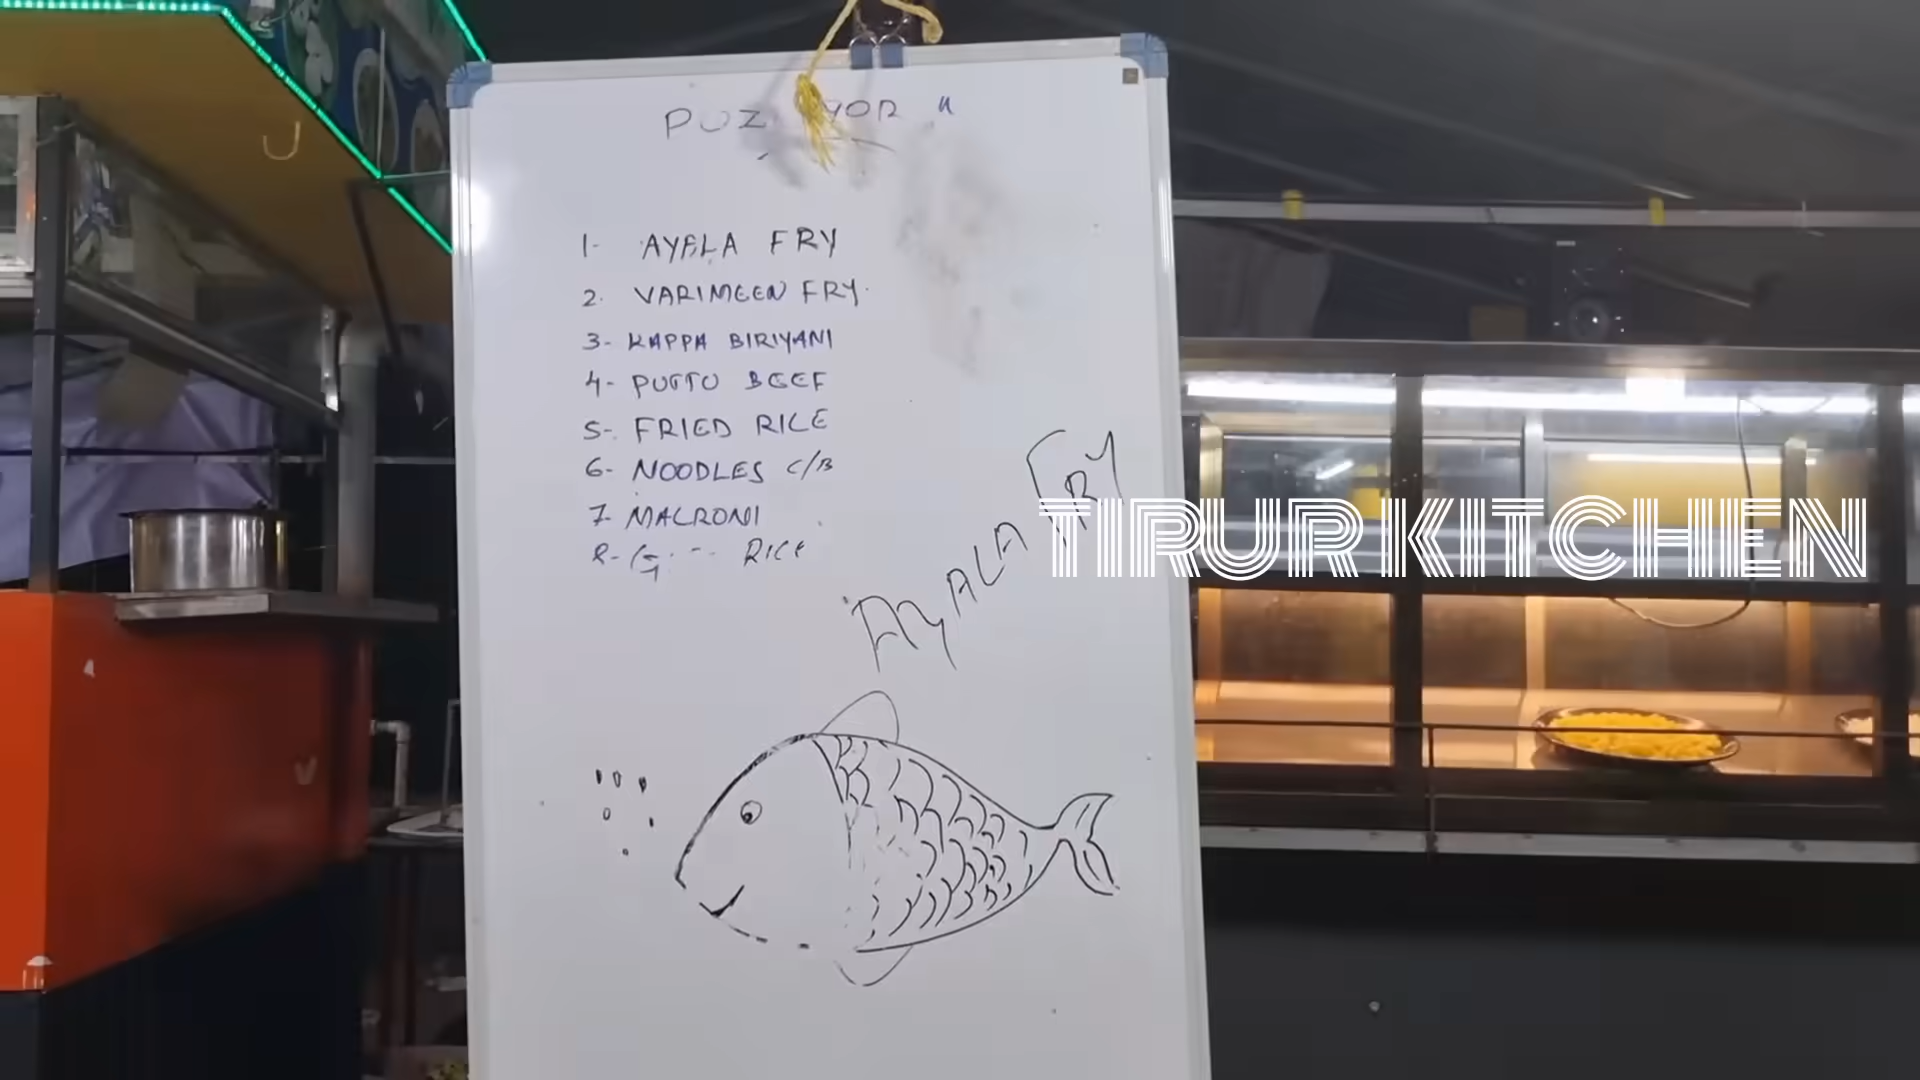 1- AYALA FRY
2. VARIMEEN FRY.
3- KAPPA BIRIYANI
4- PUTTU BEEF
5-. FRIED RICE
6- NOODLES C/B
7- MACRONI
8- RICE
AYALA FRY
TIRUR KITCHEN